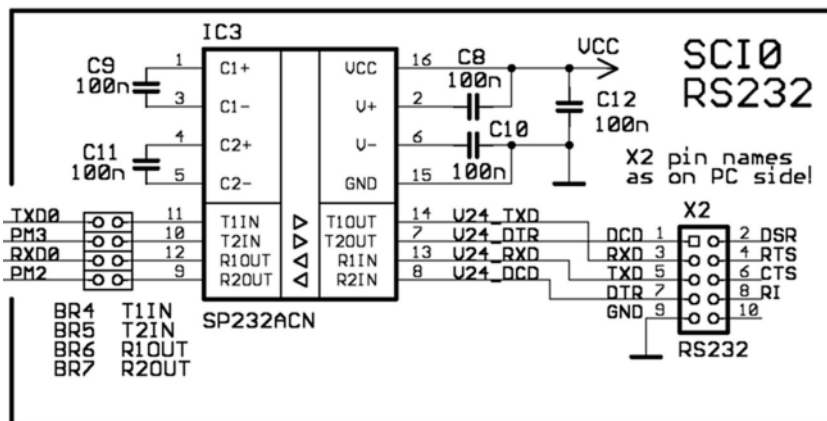 IC3
C9
100n
1
C1+
3
C1-
C11
100n
4
C2+
5
C2-
VCC
16
V+
2
V-
6
GND
15
C8
100n
C10
100n
VCC
C12
100n
SCI0
RS232
X2 pin names
as on PC side!
TXD0
11
T1IN
T1OUT
14
V24_TXD
PM3
10
T2IN
T2OUT
7
V24_DTR
RXD0
12
R1OUT
R1IN
13
V24_RXD
PM2
9
R2OUT
R2IN
8
V24_DCD
SP232ACN
BR4 T1IN
BR5 T2IN
BR6 R1OUT
BR7 R2OUT
X2
DCD 1
2 DSR
RXD 3
4 RTS
TXD 5
6 CTS
DTR 7
8 RI
GND 9
10
RS232